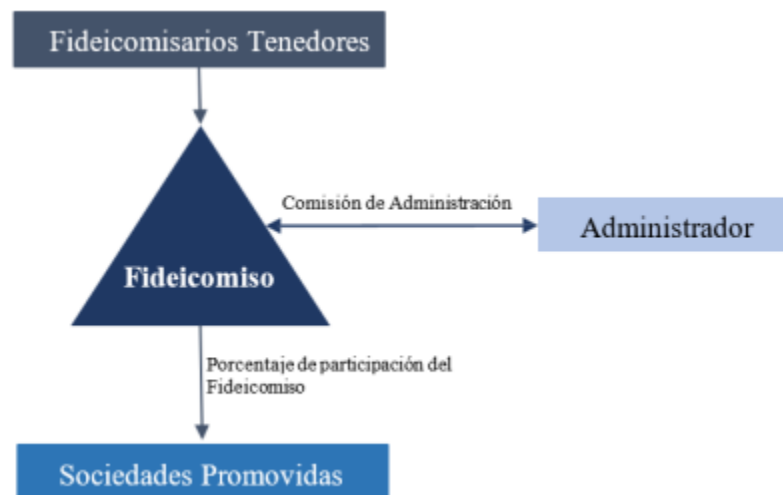 Fideicomisarios Tenedores
Comisión de Administración
Administrador
Fideicomiso
Porcentaje de participación del
Fideicomiso
Sociedades Promovidas